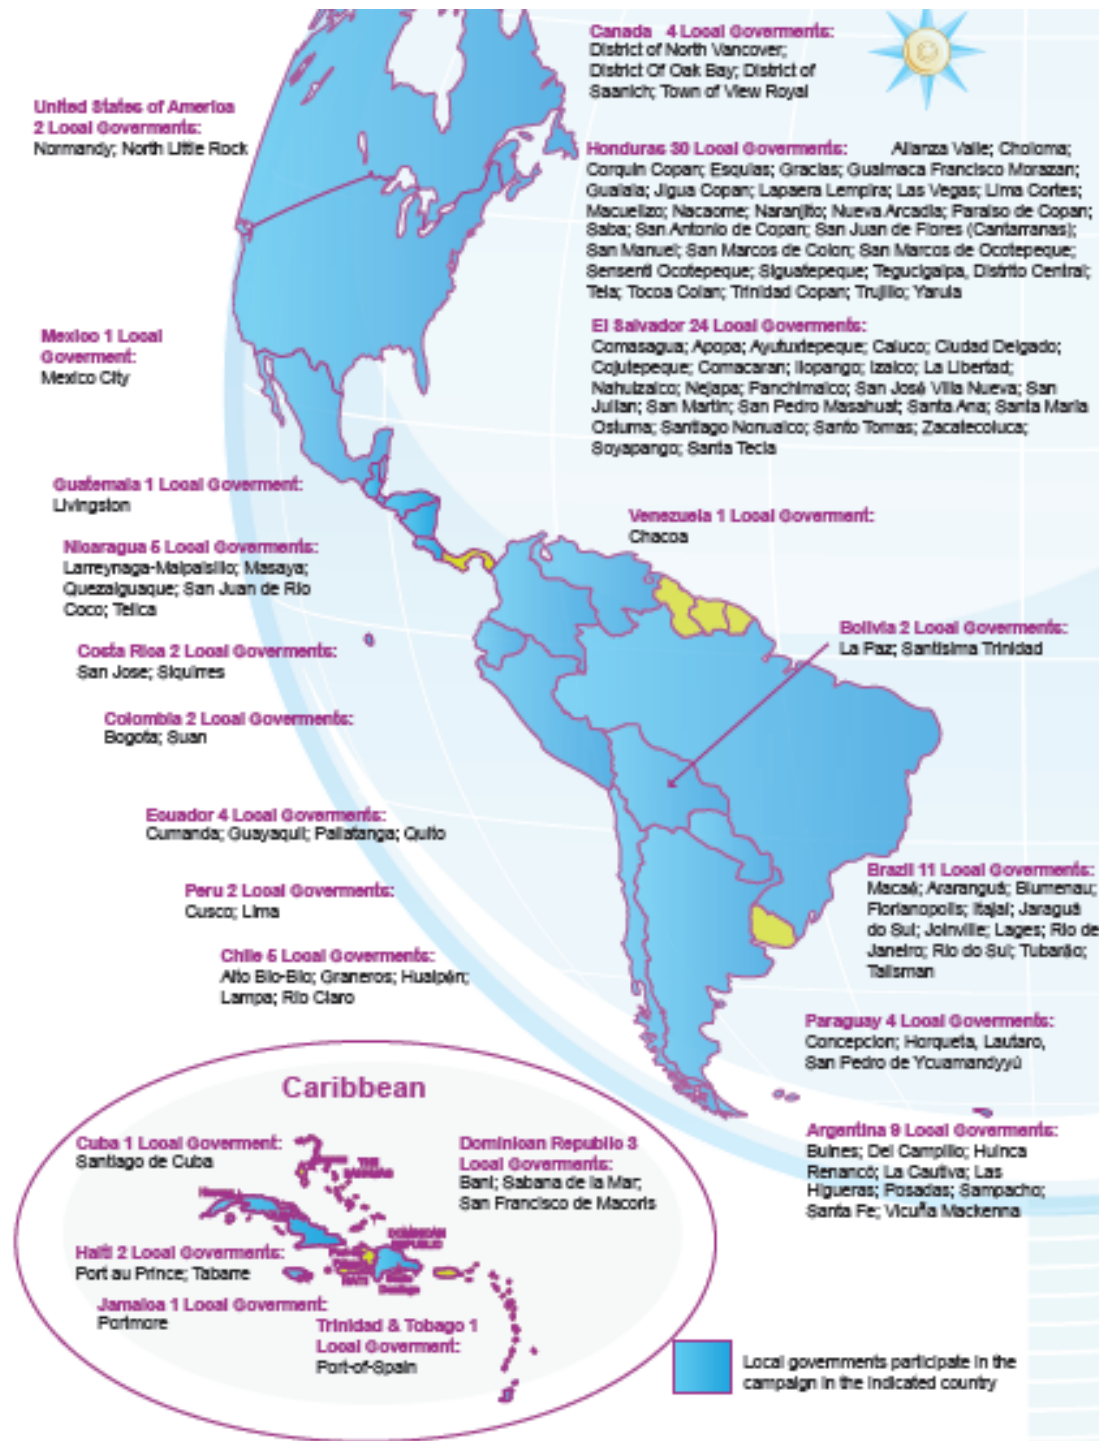 Canada 4 Local Goverments:
District of North Vancover;
District Of Oak Bay; District of
Saanich; Town of View Royal
United States of America
2 Local Goverments:
Normandy; North Little Rock
Honduras 30 Local Goverments: Alianza Valle; Choloma;
Corquin Copan; Esquias; Gracias; Guaimaca Francisco Morazan;
Gualala; Jigua Copan; Lapaera Lempira; Las Vegas; Lima Cortes;
Macuelizo; Nacaome; Naranjito; Nueva Arcadia; Paraiso de Copan;
Saba; San Antonio de Copan; San Juan de Flores (Cantarranas);
San Manuel; San Marcos de Colon; San Marcos de Ocotepeque;
Sensenti Ocotepeque; Siguatepeque; Tegucigalpa, Distrito Central;
Tela; Tocoa Colan; Trinidad Copan; Trujillo; Yarula
El Salvador 24 Local Goverments:
Comasagua; Apopa; Ayutuxtepeque; Caluco; Ciudad Delgado;
Cojutepeque; Comacaran; Ilopango; Izalco; La Libertad;
Nahuizalco; Nejapa; Panchimalco; San José Villa Nueva; San
Julian; San Martin; San Pedro Masahuat; Santa Ana; Santa Maria
Ostuma; Santiago Nonualco; Santo Tomas; Zacatecoluca;
Soyapango; Santa Tecla
Mexico 1 Local
Goverment:
Mexico City
Guatemala 1 Local Goverment:
Livingston
Venezuela 1 Local Goverment:
Chacoa
Nicaragua 5 Local Goverments:
Larreynaga-Malpaisillo; Masaya;
Quezalguaque; San Juan de Rio
Coco; Telica
Bolivia 2 Local Goverments:
La Paz; Santisima Trinidad
Costa Rica 2 Local Goverments:
San Jose; Siquirres
Colombia 2 Local Goverments:
Bogota; Suan
Ecuador 4 Local Goverments:
Cumanda; Guayaquil; Pallatanga; Quito
Peru 2 Local Goverments:
Cusco; Lima
Brazil 11 Local Goverments:
Macaé; Araranguá; Blumenau;
Florianopolis; Itajai; Jaraguá
do Sul; Joinville; Lages; Rio de
Janeiro; Rio do Sul; Tubarão;
Talisman
Chile 5 Local Goverments:
Alto Bio-Bio; Graneros; Hualpén;
Lampa; Rio Claro
Paraguay 4 Local Goverments:
Concepcion; Horqueta, Lautaro,
San Pedro de Ycuamandyyú
Argentina 9 Local Goverments:
Bulnes; Del Campillo; Huinca
Renancó; La Cautiva; Las
Higueras; Posadas; Sampacho;
Santa Fe; Vicuña Mackenna
Caribbean
Cuba 1 Local Goverment:
Santiago de Cuba
Dominican Republic 3
Local Goverments:
Bani; Sabana de la Mar;
San Francisco de Macoris
THE
BAHAMAS
DOMINICAN
REPUBLIC
HAITI
Haiti 2 Local Goverments:
Port au Prince; Tabarre
Jamaica 1 Local Goverment:
Portmore
Trinidad & Tobago 1
Local Goverment:
Port-of-Spain
Local governments participate in the
campaign in the indicated country